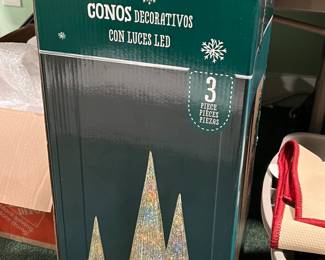 CONOS DECORATIVOS
CON LUCES LED
3
PIECE
PIÈCES
PIEZAS